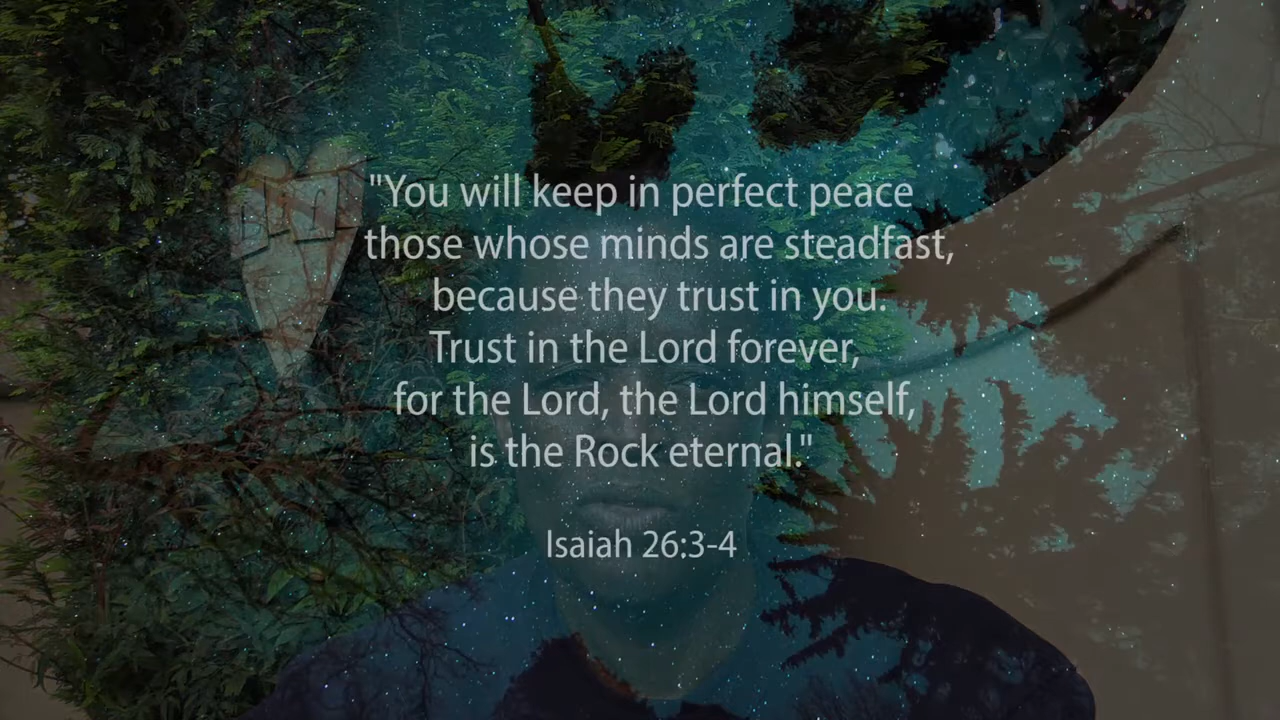 "You will keep in perfect peace
those whose minds are steadfast,
because they trust in you.
Trust in the Lord forever,
for the Lord, the Lord himself,
is the Rock eternal."
Isaiah 26:3-4